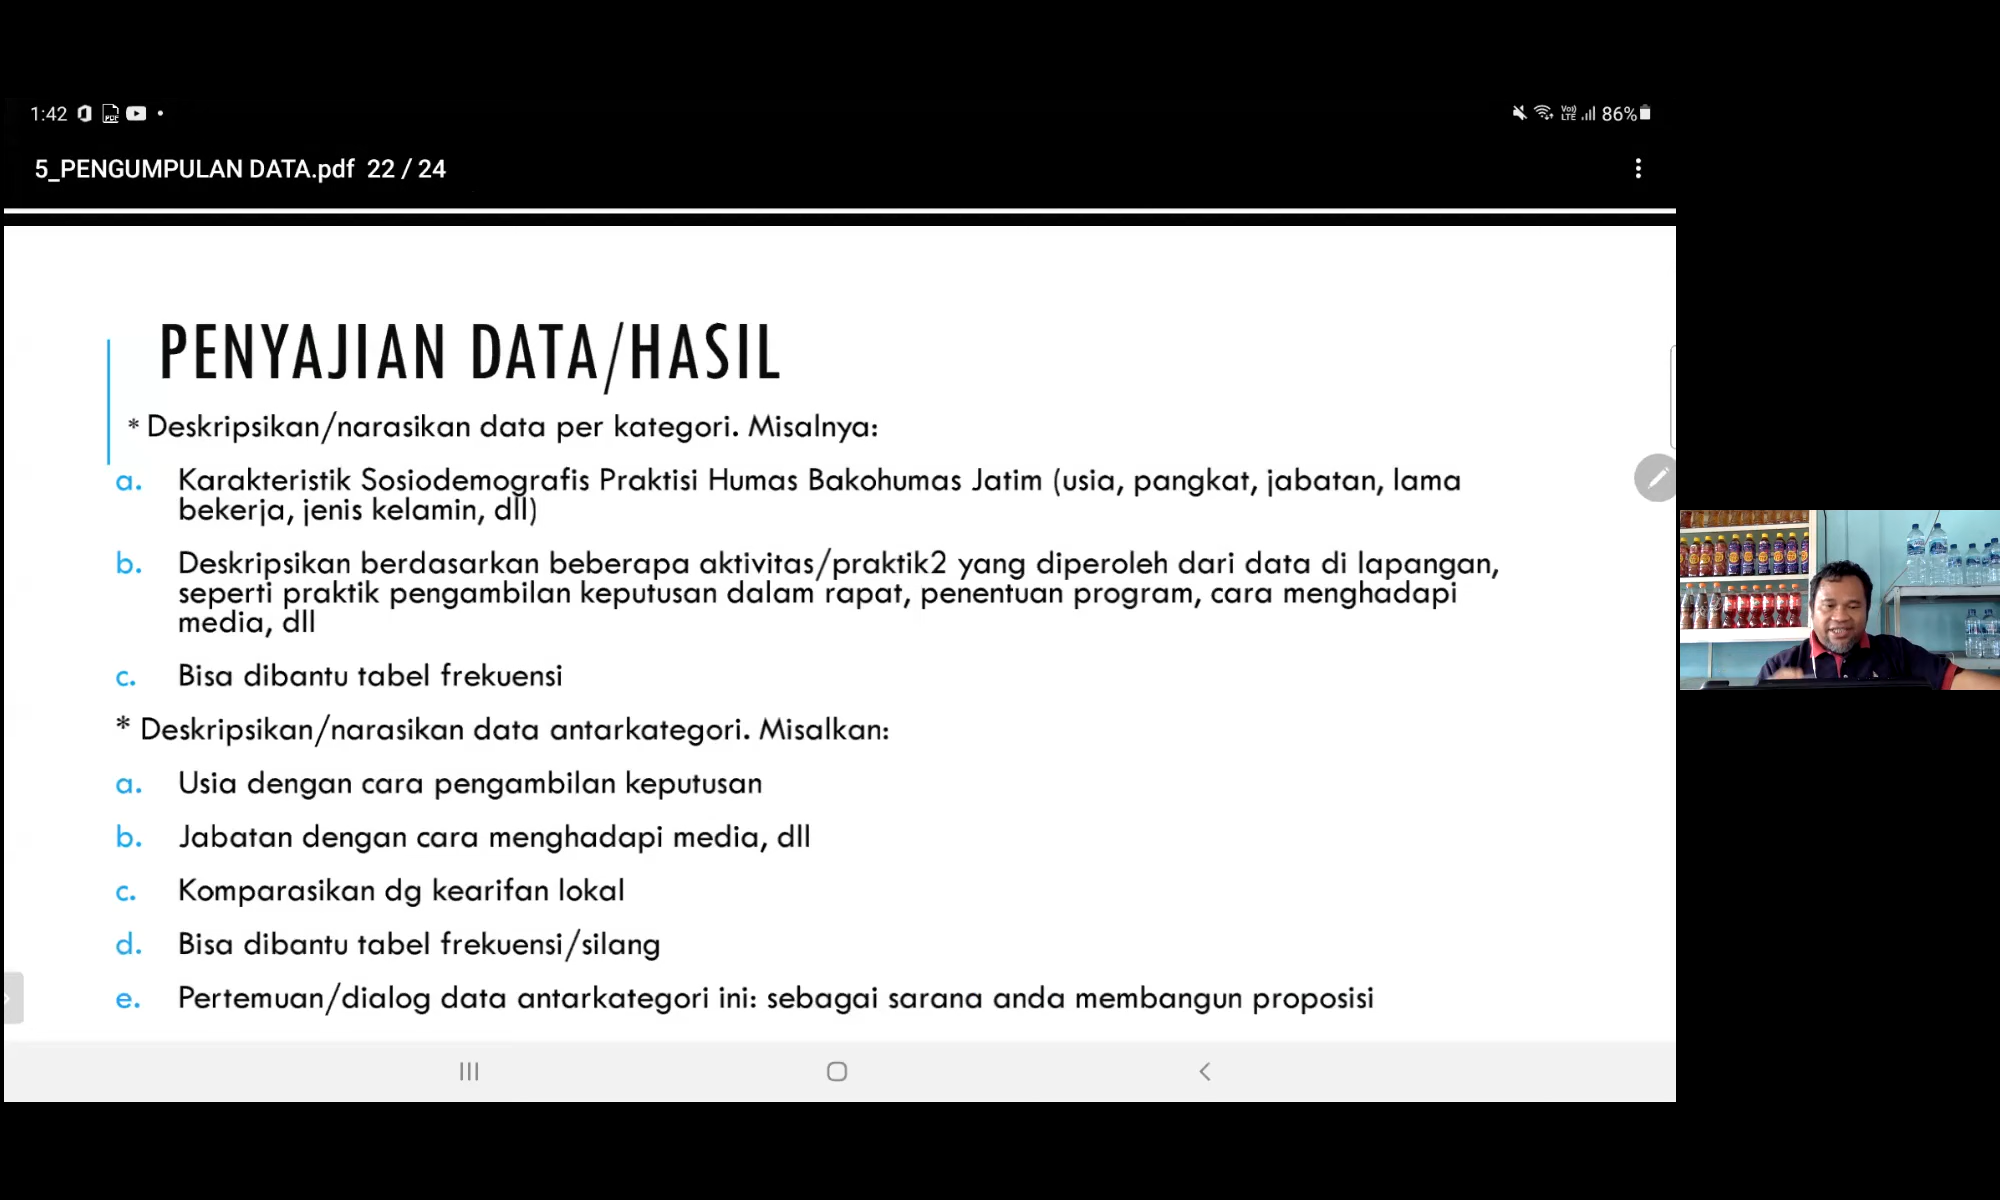 1:42
86%
5_PENGUMPULAN DATA.pdf 22 / 24
PENYAJIAN DATA/HASIL
* Deskripsikan/narasikan data per kategori. Misalnya:
a. Karakteristik Sosiodemografis Praktisi Humas Bakohumas Jatim (usia, pangkat, jabatan, lama
bekerja, jenis kelamin, dll)
b. Deskripsikan berdasarkan beberapa aktivitas/praktik2 yang diperoleh dari data di lapangan,
seperti praktik pengambilan keputusan dalam rapat, penentuan program, cara menghadapi
media, dll
c. Bisa dibantu tabel frekuensi
* Deskripsikan/narasikan data antarkategori. Misalkan:
a. Usia dengan cara pengambilan keputusan
b. Jabatan dengan cara menghadapi media, dll
c. Komparasikan dg kearifan lokal
d. Bisa dibantu tabel frekuensi/silang
e. Pertemuan/dialog data antarkategori ini: sebagai sarana anda membangun proposisi